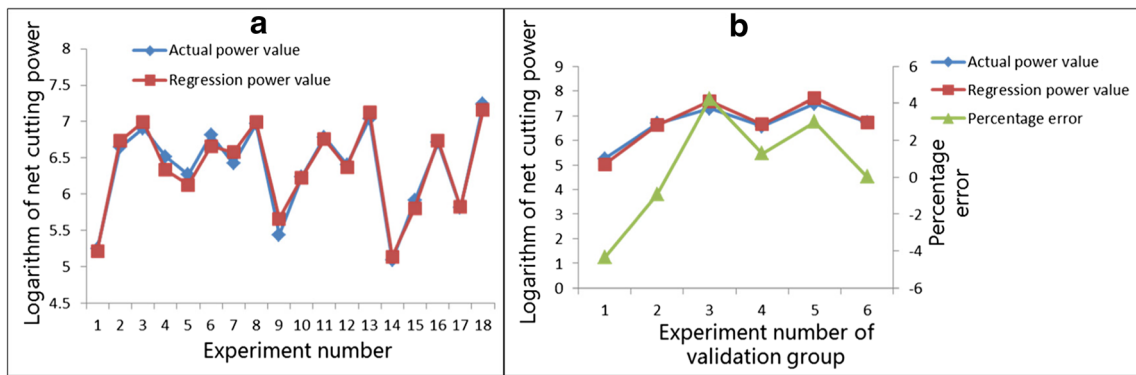 a
Actual power value
Regression power value
Logarithm of net cutting power
8
7.5
7
6.5
6
5.5
5
4.5
1 2 3 4 5 6 7 8 9 10 11 12 13 14 15 16 17 18
Experiment number
b
Actual power value
Regression power value
Percentage error
Logarithm of net cutting power
9
8
7
6
5
4
3
2
1
0
6
4
2
0
-2
-4
-6
Percentage
error
1 2 3 4 5 6
Experiment number of
validation group